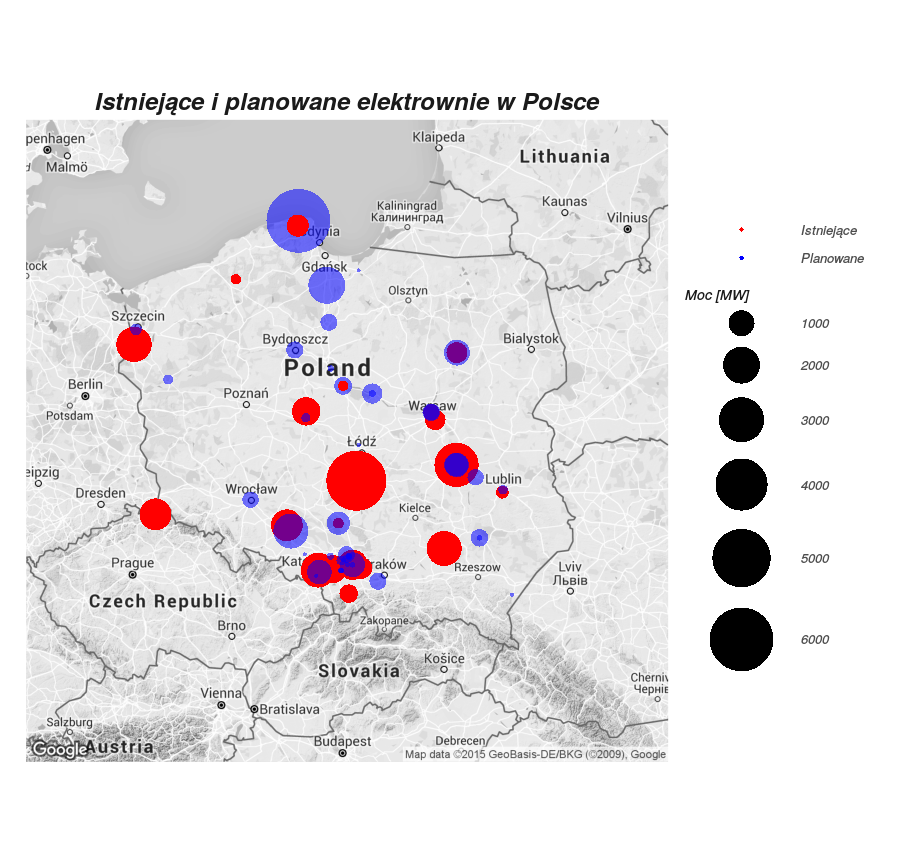 Istniejące i planowane elektrownie w Polsce
penhagen
Malmö
Klaipeda
Lithuania
Kaunas
Vilnius
Kaliningrad
Калининград
dynia
Gdańsk
tock
Olsztyn
Szczecin
Bydgoszcz
Bialystok
Poland
Berlin
Potsdam
Poznań
Łódź
eipzig
Dresden
Wrocław
Lublin
Kielce
Prague
Kat
raków
Rzeszow
Lviv
Львів
Czech Republic
Brno
Zakopane
Slovakia
Košice
Vienna
Bratislava
Salzburg
Austria
Budapest
Debrecen
Cherniv
Чернів
Google
Map data ©2015 GeoBasis-DE/BKG (©2009), Google
Istniejące
Planowane
Moc [MW]
1000
2000
3000
4000
5000
6000